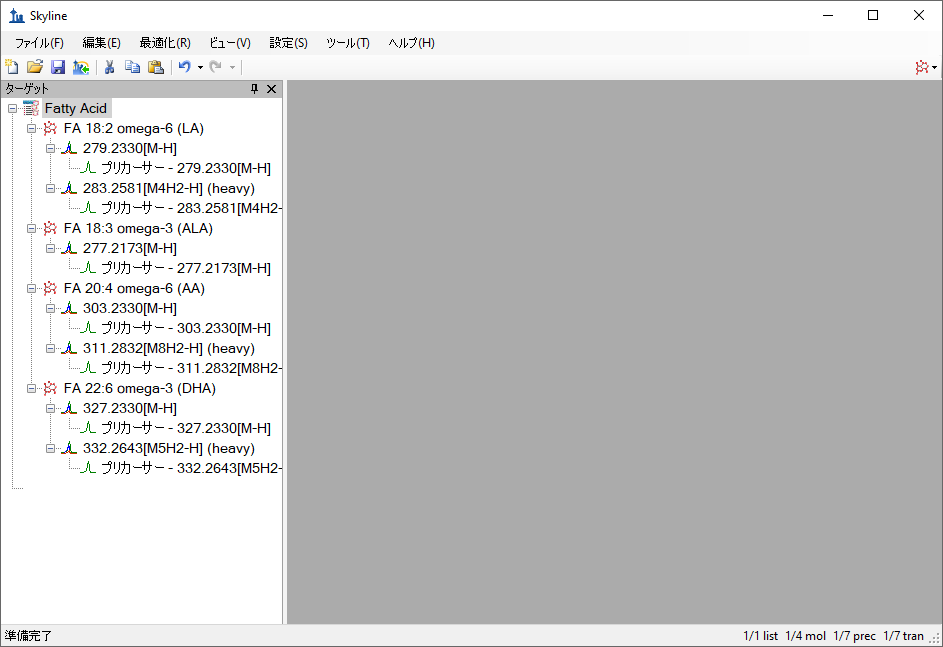 Skyline
ファイル(F) 編集(E) 最適化(R) ビュー(V) 設定(S) ツール(T) ヘルプ(H)
ターゲット
Fatty Acid
FA 18:2 omega-6 (LA)
279.2330[M-H]
プリカーサー - 279.2330[M-H]
283.2581[M4H2-H] (heavy)
プリカーサー - 283.2581[M4H2-
FA 18:3 omega-3 (ALA)
277.2173[M-H]
プリカーサー - 277.2173[M-H]
FA 20:4 omega-6 (AA)
303.2330[M-H]
プリカーサー - 303.2330[M-H]
311.2832[M8H2-H] (heavy)
プリカーサー - 311.2832[M8H2-
FA 22:6 omega-3 (DHA)
327.2330[M-H]
プリカーサー - 327.2330[M-H]
332.2643[M5H2-H] (heavy)
プリカーサー - 332.2643[M5H2-
準備完了 1/1 list 1/4 mol 1/7 prec 1/7 tran